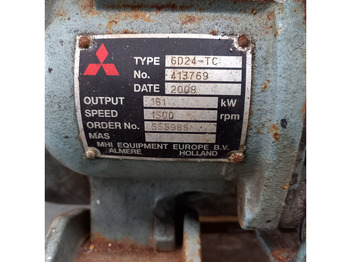 TYPE 6D24-TC
No. 413769
DATE 2008
OUTPUT 181 kW
SPEED 1500 rpm
ORDER No. 555985
MAS
MHI EQUIPMENT EUROPE B.V.
ALMERE HOLLAND